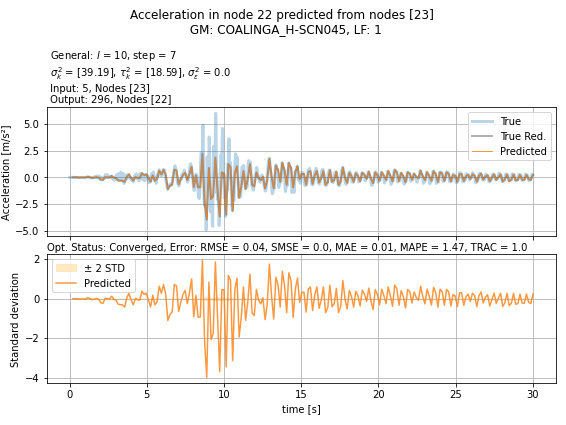 Acceleration in node 22 predicted from nodes [23]
GM: COALINGA_H-SCN045, LF: 1
General: l = 10, step = 7
σ²ₖ = [39.19], τ²ₖ = [18.59], σ²ε = 0.0
Input: 5, Nodes [23]
Output: 296, Nodes [22]
Acceleration [m/s²]
5.0
2.5
0.0
−2.5
−5.0
True
True Red.
Predicted
Opt. Status: Converged, Error: RMSE = 0.04, SMSE = 0.0, MAE = 0.01, MAPE = 1.47, TRAC = 1.0
Standard deviation
2
0
−2
−4
± 2 STD
Predicted
0 5 10 15 20 25 30
time [s]